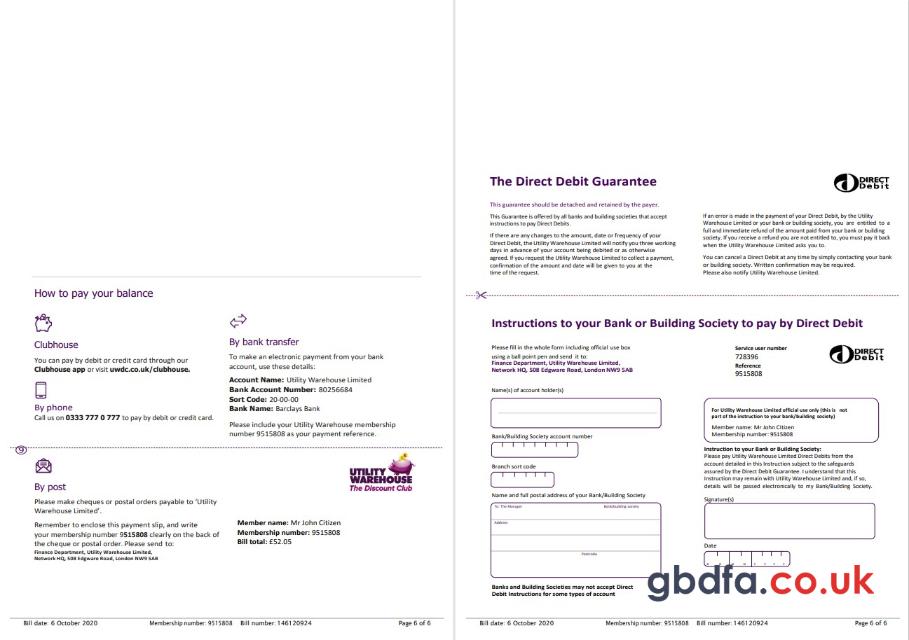 How to pay your balance
Clubhouse
You can pay by debit or credit card through our
Clubhouse app or visit uwdc.co.uk/clubhouse.
By phone
Call us on 0333 777 0 777 to pay by debit or credit card.
By bank transfer
To make an electronic payment from your bank
account, use these details:
Account Name: Utility Warehouse Limited
Bank Account Number: 80256684
Sort Code: 20-00-00
Bank Name: Barclays Bank
Please include your Utility Warehouse membership
number 9515808 as your payment reference.
By post
Please make cheques or postal orders payable to 'Utility
Warehouse Limited'.
Remember to enclose this payment slip, and write
your membership number 9515808 clearly on the back of
the cheque or postal order. Please send to:
Finance Department, Utility Warehouse Limited,
Network HQ, 508 Edgware Road, London NW9 5AB
UTILITY
WAREHOUSE
The Discount Club
Member name: Mr John Citizen
Membership number: 9515808
Bill total: £52.05
Bill date: 6 October 2020 Membership number: 9515808 Bill number: 146120924 Page 6 of 6
The Direct Debit Guarantee
DIRECT
Debit
This guarantee should be detached and retained by the payer.
This Guarantee is offered by all banks and building societies that accept
instructions to pay Direct Debits.
If there are any changes to the amount, date or frequency of your
Direct Debit, the Utility Warehouse Limited will notify you three working
days in advance of your account being debited or as otherwise
agreed. If you request the Utility Warehouse Limited to collect a payment,
confirmation of the amount and date will be given to you at the
time of the request.
If an error is made in the payment of your Direct Debit, by the Utility
Warehouse Limited or your bank or building society, you are entitled to a
full and immediate refund of the amount paid from your bank or building
society. If you receive a refund you are not entitled to, you must pay it back
when the Utility Warehouse Limited asks you to.
You can cancel a Direct Debit at any time by simply contacting your bank
or building society. Written confirmation may be required.
Please also notify Utility Warehouse Limited.
Instructions to your Bank or Building Society to pay by Direct Debit
Please fill in the whole form including official use box
using a ball point pen and send it to:
Finance Department, Utility Warehouse Limited,
Network HQ, 508 Edgware Road, London NW9 5AB
Service user number
728396
Reference
9515808
DIRECT
Debit
Name(s) of account holder(s)
Bank/Building Society account number
Branch sort code
Name and full postal address of your Bank/Building Society
To: The Manager Bank/building society
Address
Postcode
Banks and Building Societies may not accept Direct
Debit Instructions for some types of account
For Utility Warehouse Limited official use only (this is not
part of the instruction to your bank/building society)
Member name: Mr John Citizen
Membership number: 9515808
Instruction to your Bank or Building Society:
Please pay Utility Warehouse Limited Direct Debits from the
account detailed in this Instruction subject to the safeguards
assured by the Direct Debit Guarantee. I understand that this
Instruction may remain with Utility Warehouse Limited and, if so,
details will be passed electronically to my Bank/Building Society.
Signature(s)
Date
gbdfa.co.uk
Bill date: 6 October 2020 Membership number: 9515808 Bill number: 146120924 Page 6 of 6